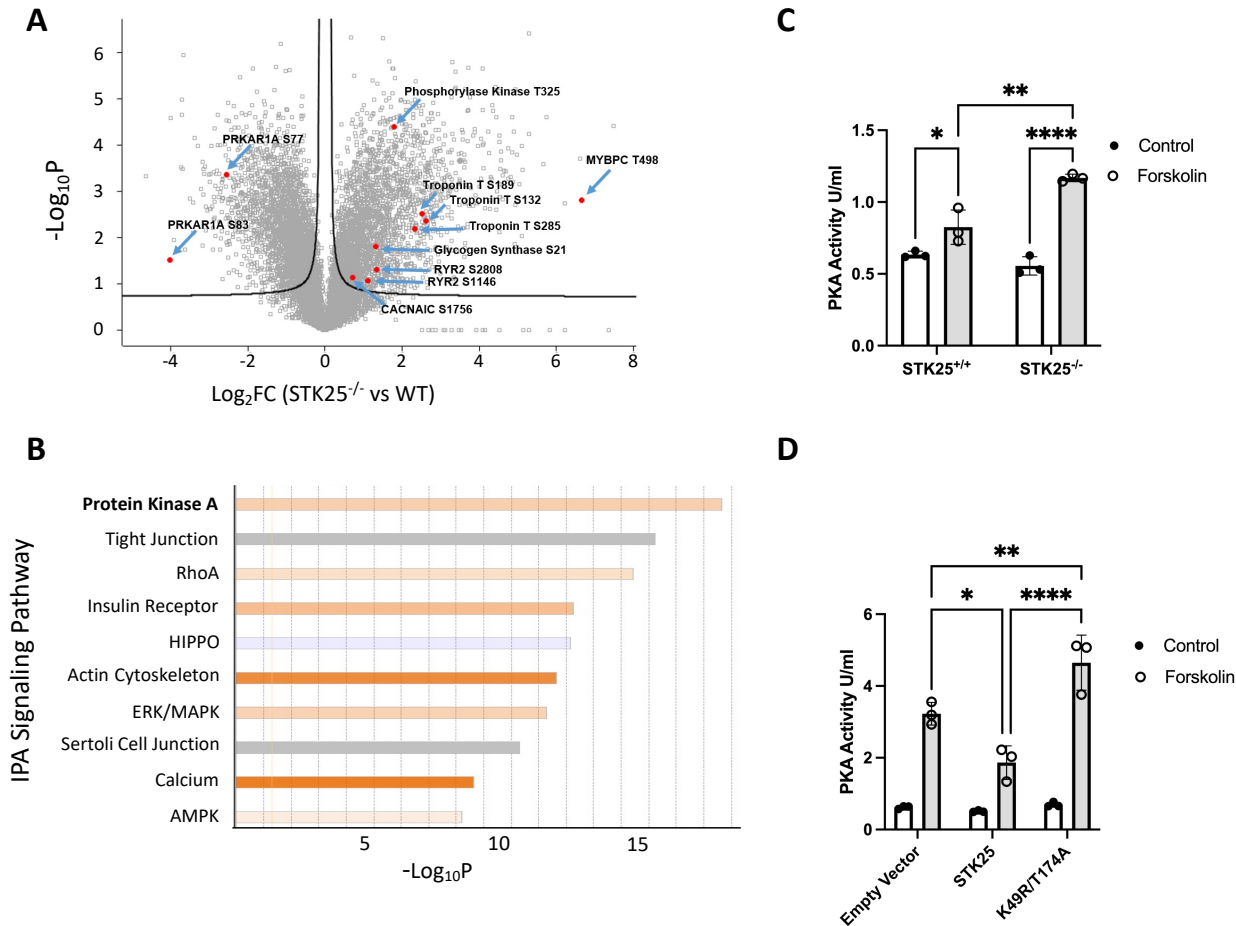 A
-Log10P
6
5
4
3
2
1
0
Phosphorylase Kinase T325
PRKAR1A S77
MYBPC T498
Troponin T S189
Troponin T S132
PRKAR1A S83
Troponin T S285
Glycogen Synthase S21
RYR2 S2808
RYR2 S1146
CACNAIC S1756
-4 -2 0 2 4 6 8
Log2FC (STK25-/- vs WT)
B
IPA Signaling Pathway
Protein Kinase A
Tight Junction
RhoA
Insulin Receptor
HIPPO
Actin Cytoskeleton
ERK/MAPK
Sertoli Cell Junction
Calcium
AMPK
5 10 15
-Log10P
C
PKA Activity U/ml
1.5
1.0
0.5
0.0
**
* ****
Control
Forskolin
STK25+/+ STK25-/-
D
PKA Activity U/ml
6
4
2
0
**
* ****
Control
Forskolin
Empty Vector
STK25
K49R/T174A